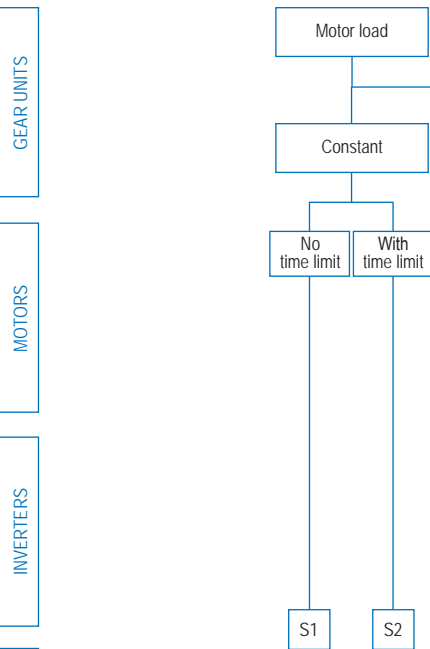 GEAR UNITS
MOTORS
INVERTERS
Motor load
Constant
No
time limit
With
time limit
S1
S2